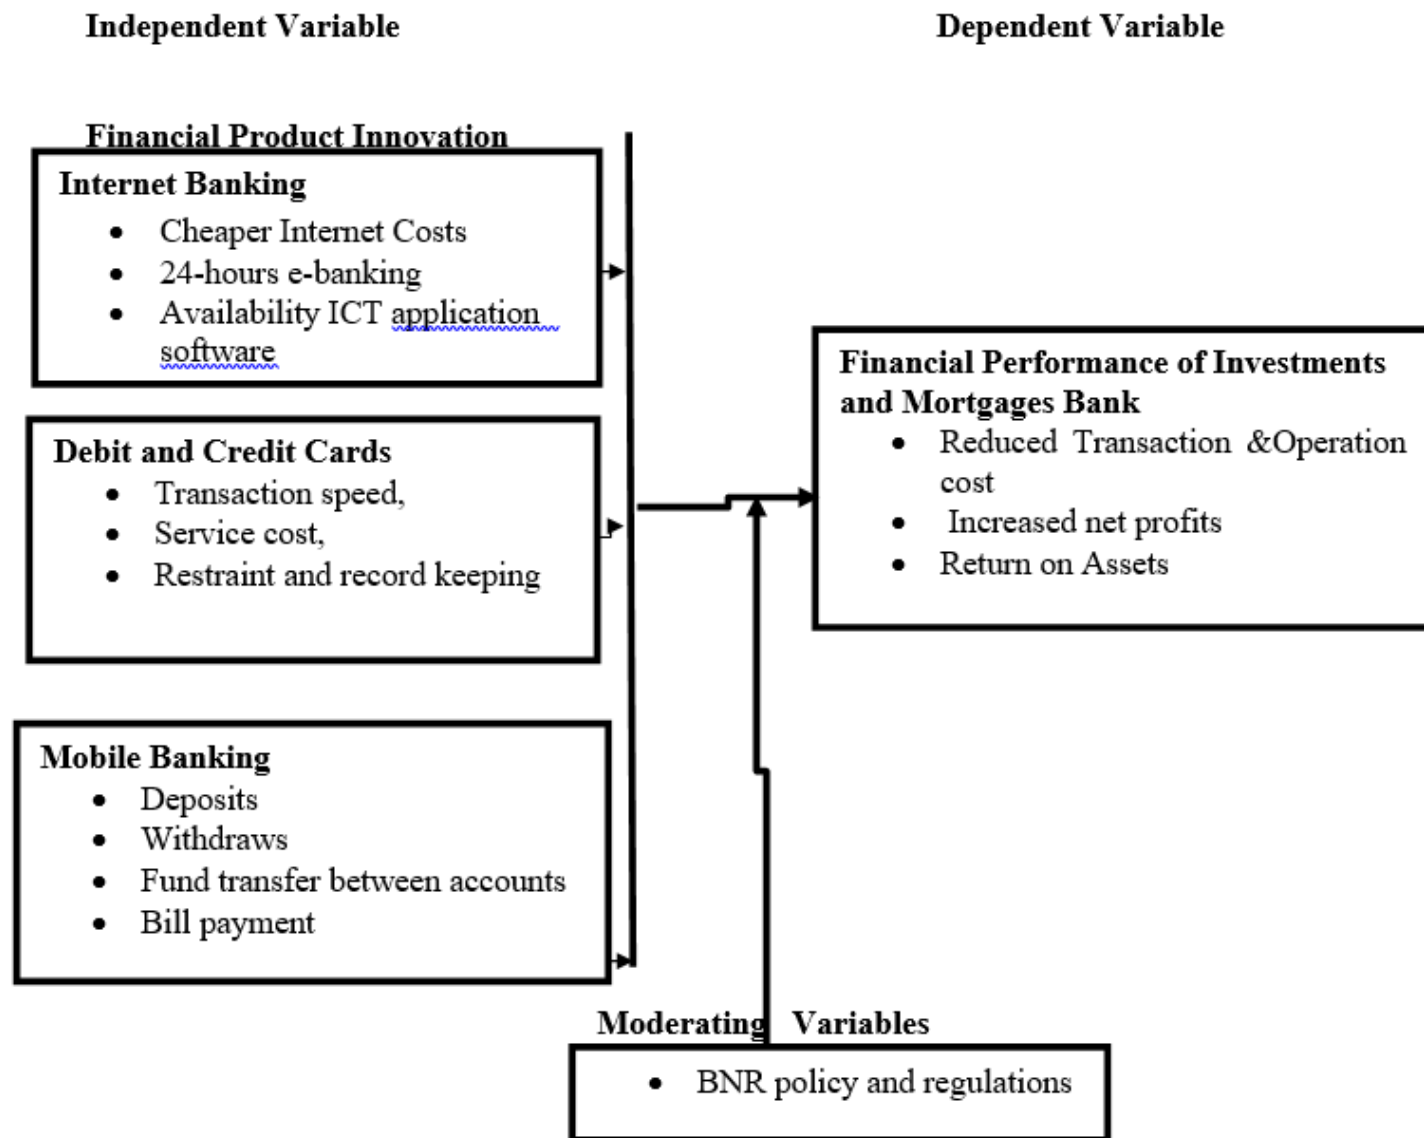 Independent Variable
Dependent Variable
Financial Product Innovation
Internet Banking
• Cheaper Internet Costs
• 24-hours e-banking
• Availability ICT application
software
Debit and Credit Cards
• Transaction speed,
• Service cost,
• Restraint and record keeping
Mobile Banking
• Deposits
• Withdraws
• Fund transfer between accounts
• Bill payment
Financial Performance of Investments
and Mortgages Bank
• Reduced Transaction &Operation
cost
• Increased net profits
• Return on Assets
Moderating Variables
• BNR policy and regulations